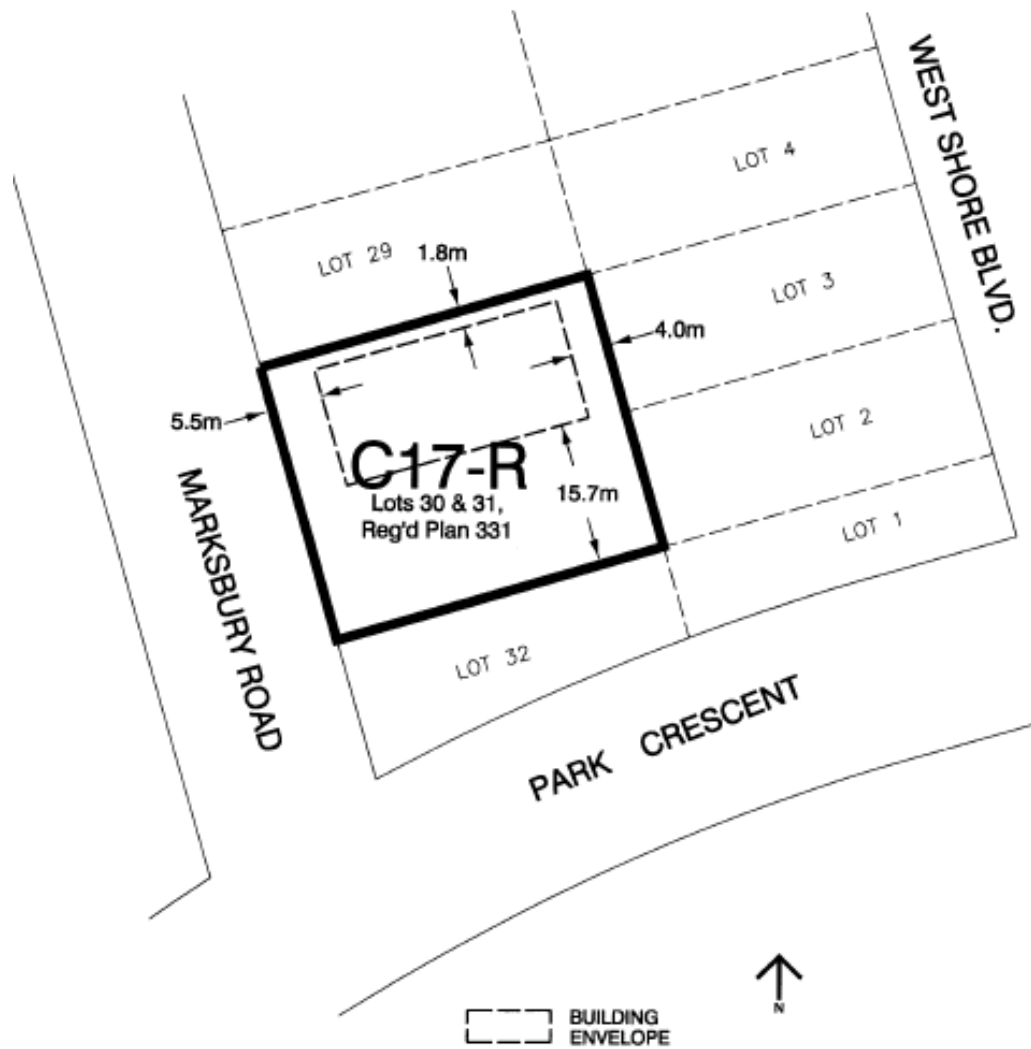 WEST SHORE BLVD.
LOT 4
LOT 29
1.8m
LOT 3
4.0m
5.5m
LOT 2
C17-R
Lots 30 & 31,
Reg'd Plan 331
15.7m
LOT 1
MARKSBURY ROAD
LOT 32
PARK CRESCENT
N
BUILDING
ENVELOPE